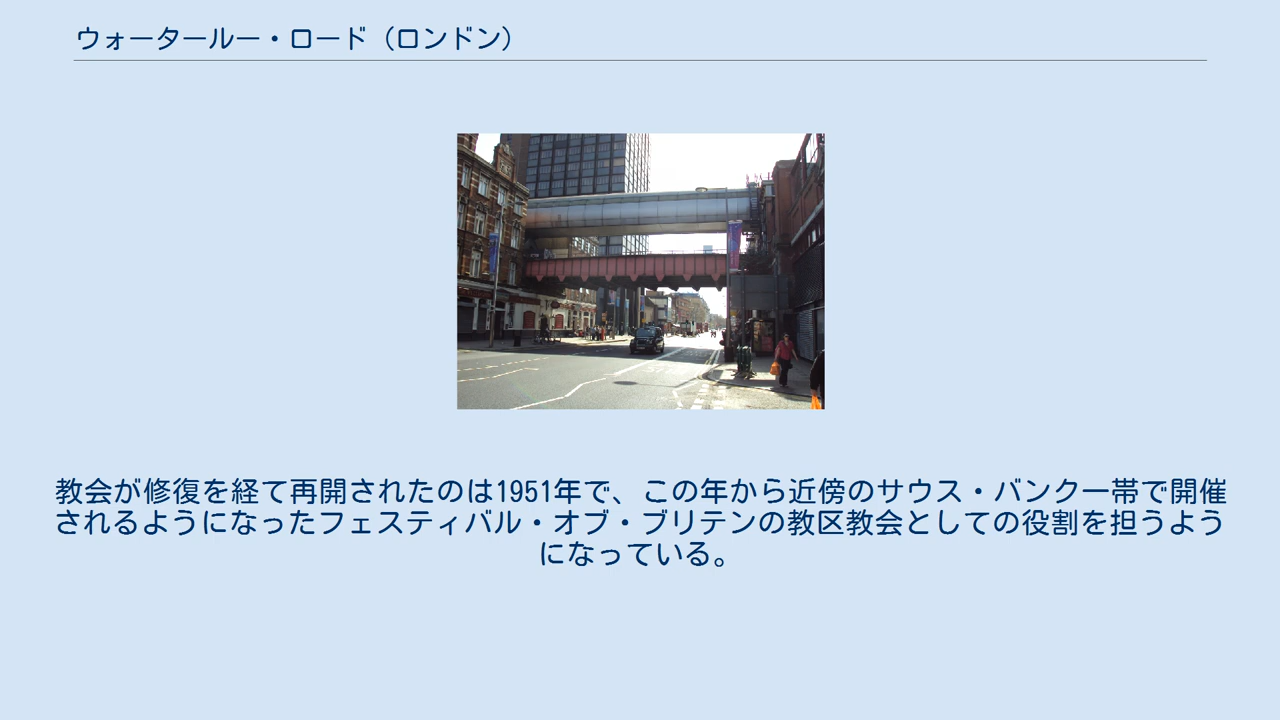 ウォータールー・ロード（ロンドン）
教会が修復を経て再開されたのは1951年で、この年から近傍のサウス・バンク一帯で開催
されるようになったフェスティバル・オブ・ブリテンの教区教会としての役割を担うよう
になっている。